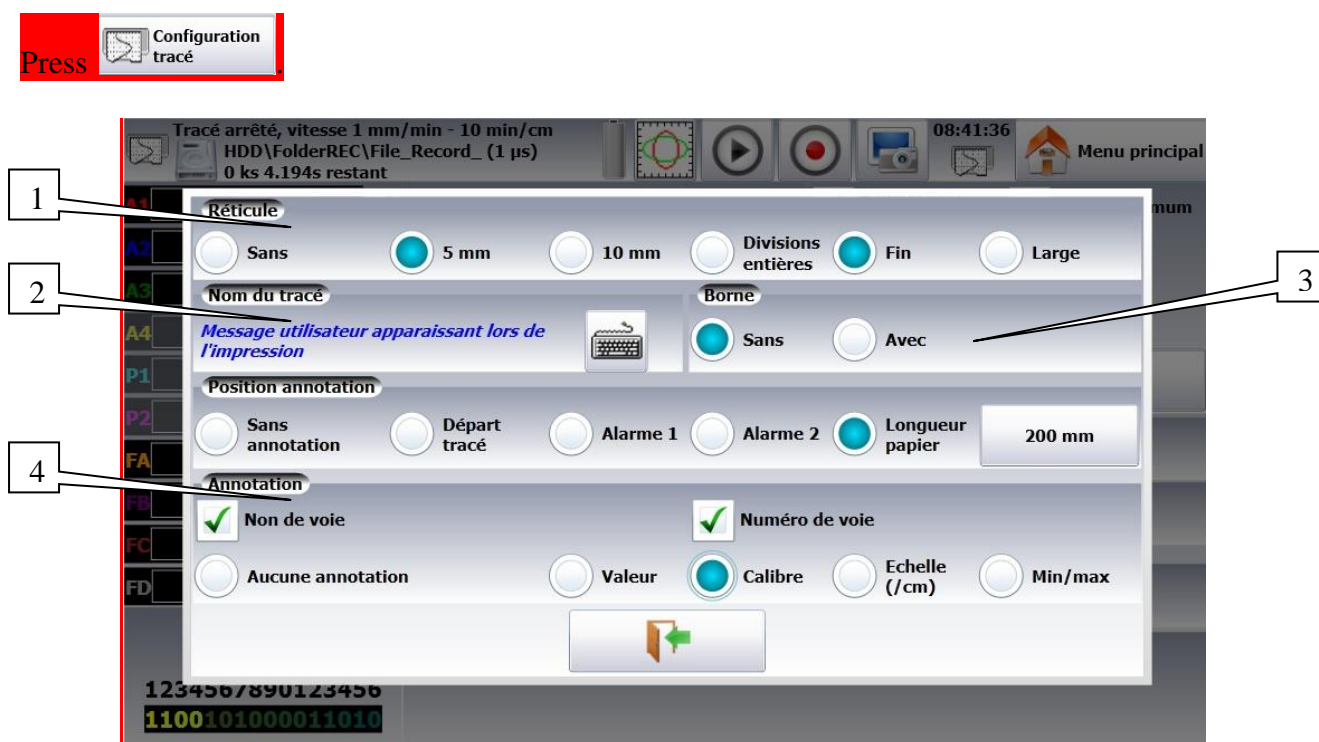 Press Configuration tracé .
Tracé arrêté, vitesse 1 mm/min - 10 min/cm
HDD\FolderREC\File_Record_ (1 µs)
0 ks 4.194s restant
08:41:36
Menu principal
1
A1
Réticule
mum
Sans
5 mm
10 mm
Divisions entières
Fin
Large
A2
2
A3
Nom du tracé
Borne
3
Message utilisateur apparaissant lors de
l'impression
Sans
Avec
A4
P1
Position annotation
P2
Sans annotation
Départ tracé
Alarme 1
Alarme 2
Longueur papier
200 mm
FA
4
Annotation
FB
Non de voie
Numéro de voie
FC
Aucune annotation
Valeur
Calibre
Echelle (/cm)
Min/max
FD
1234567890123456
1100101000011010